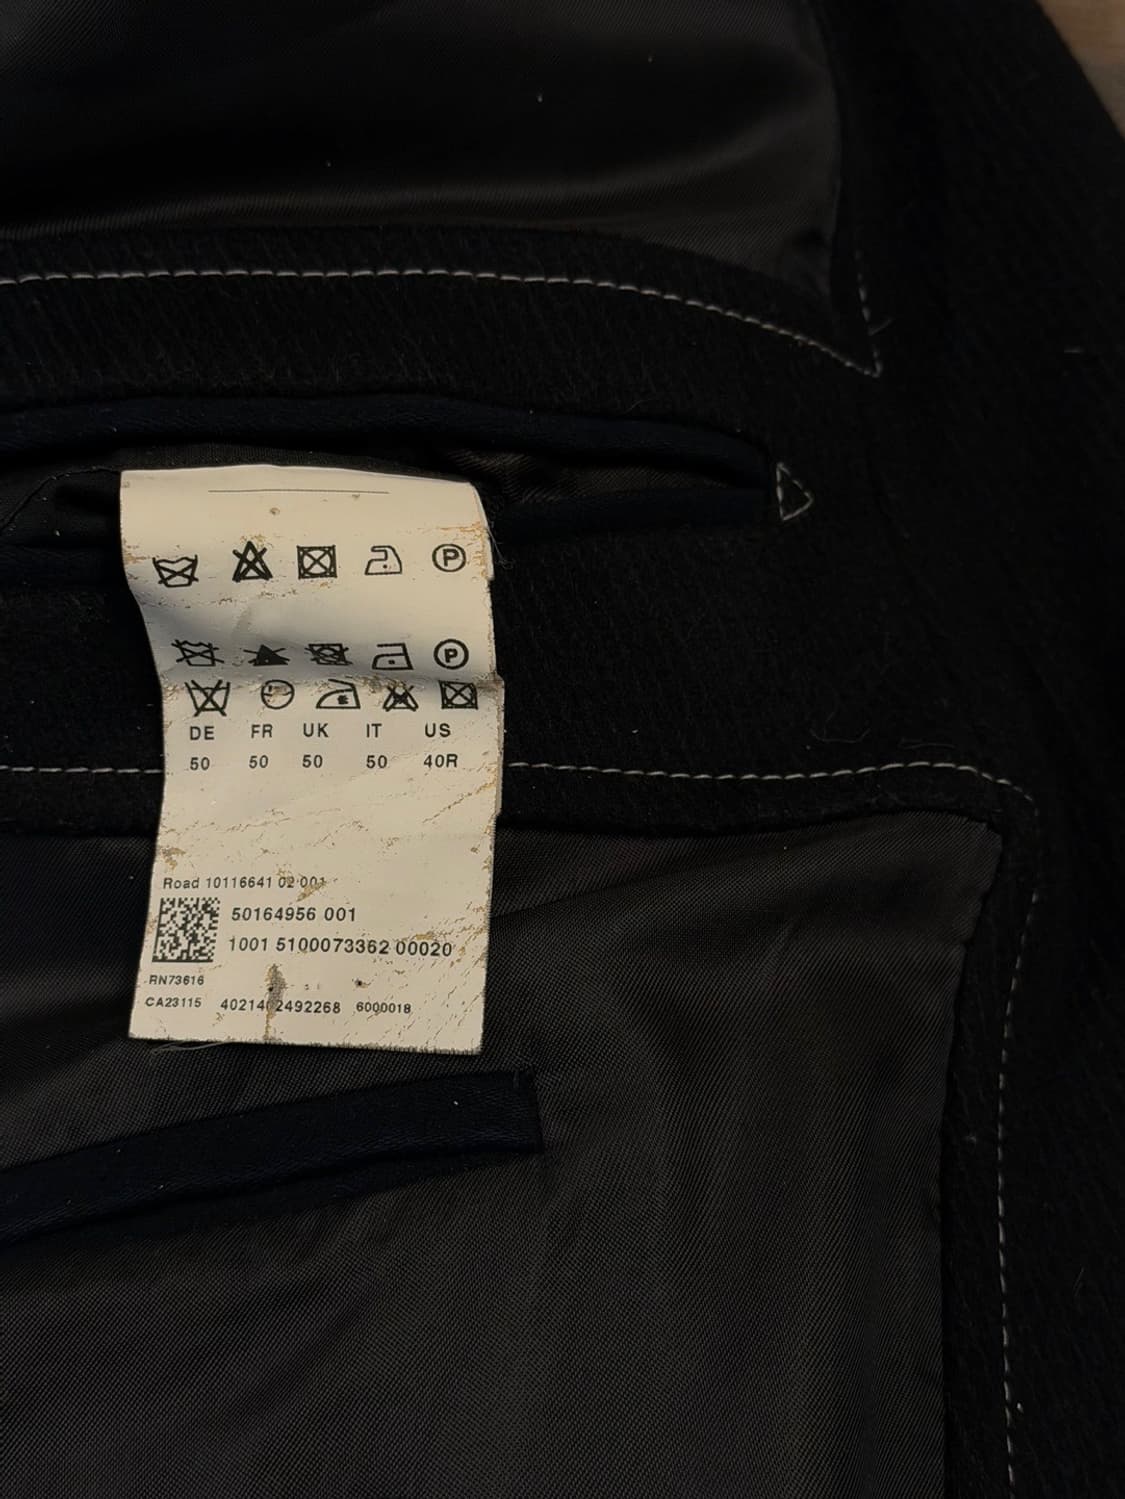 DE FR UK IT US
50 50 50 50 40R
Road 10116641 02 001
50164956 001
1001 5100073362 00020
RN73616
CA23115 6000018